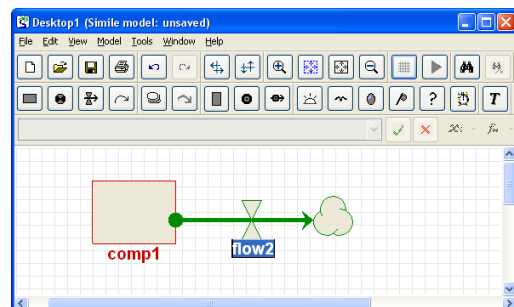 Desktop1 (Simile model: unsaved)
File Edit View Model Tools Window Help
? T
comp1
flow2